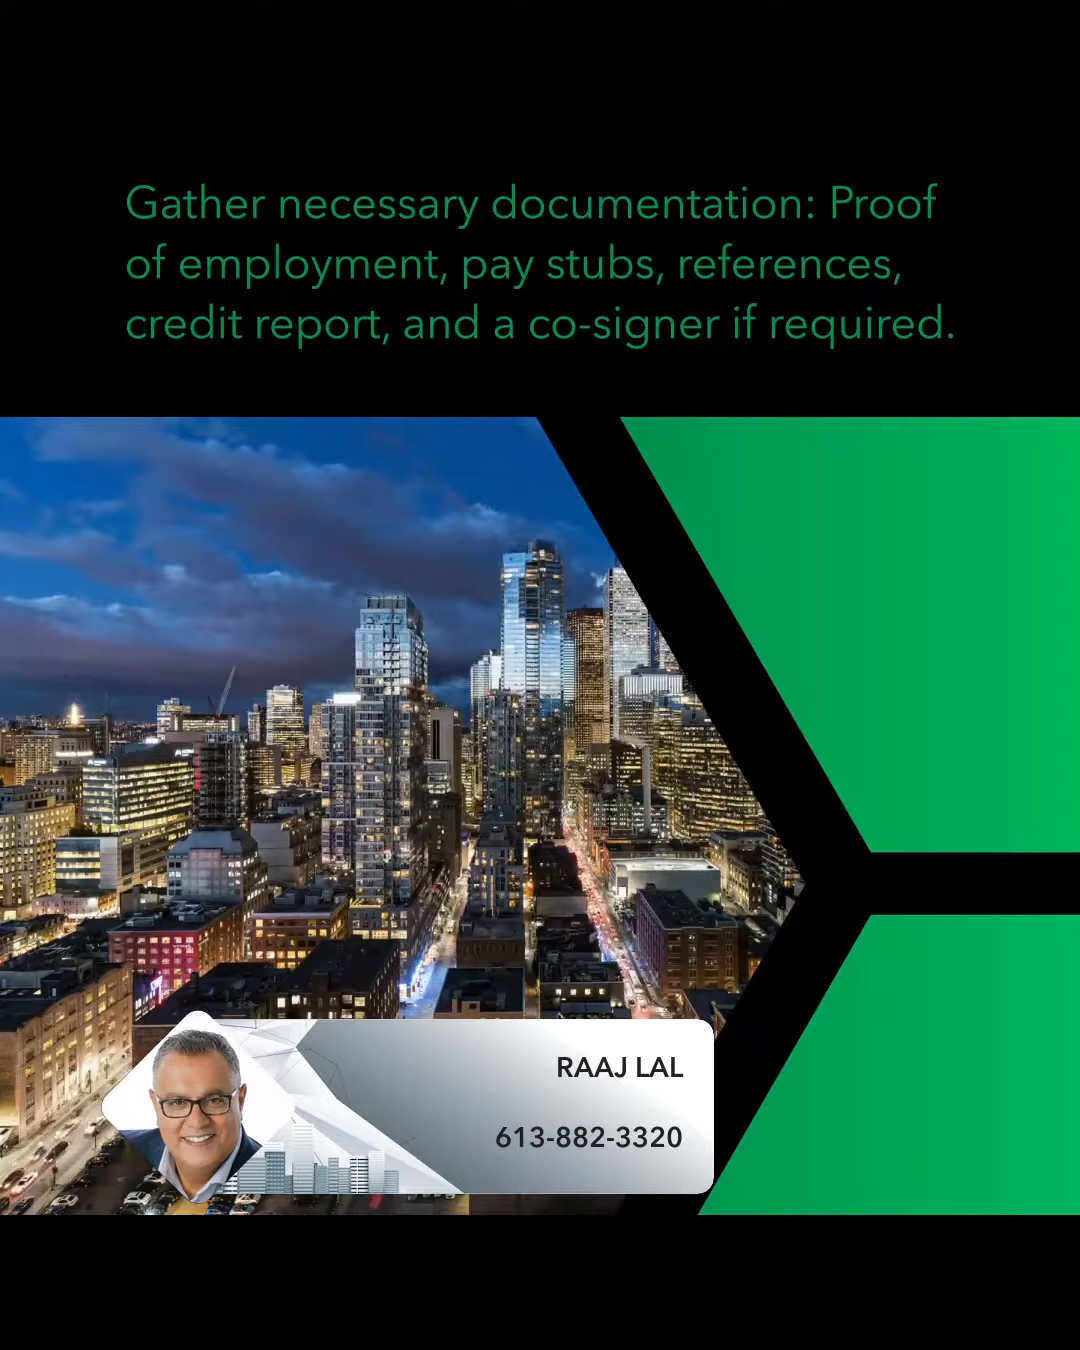 Gather necessary documentation: Proof
of employment, pay stubs, references,
credit report, and a co-signer if required.
RAAJ LAL
613-882-3320